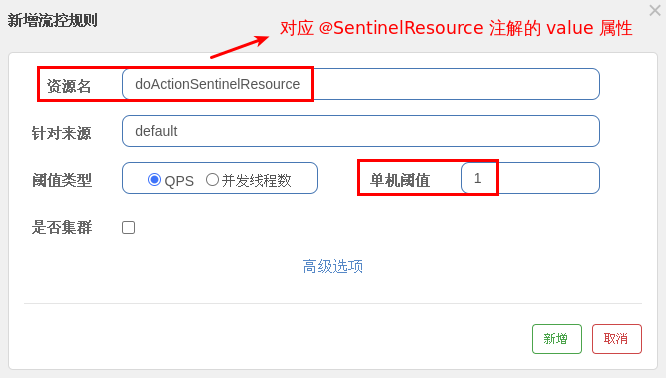 新增流控规则
对应 @SentinelResource 注解的 value 属性
资源名 doActionSentinelResource
针对来源 default
阈值类型 QPS 并发线程数 单机阈值 1
是否集群
高级选项
新增 取消